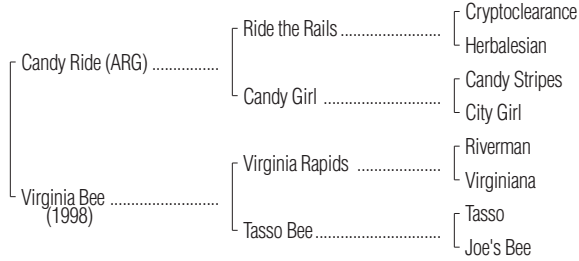 Cryptoclearance
Ride the Rails ......................
Herbalesian
Candy Ride (ARG) ...............
Candy Stripes
Candy Girl ..........................
City Girl
Riverman
Virginia Rapids ...................
Virginiana
Virginia Bee ........................
(1998)
Tasso
Tasso Bee ............................
Joe's Bee